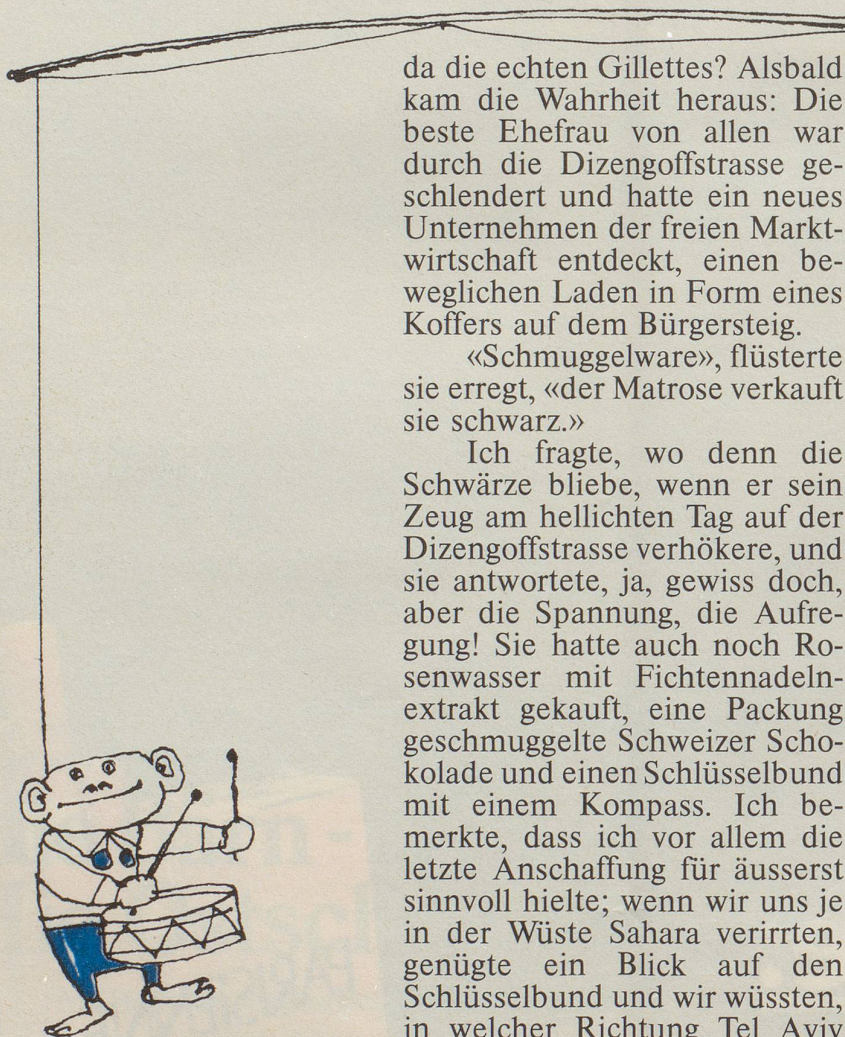 da die echten Gillettes? Alsbald
kam die Wahrheit heraus: Die
beste Ehefrau von allen war
durch die Dizengoffstrasse ge-
schlendert und hatte ein neues
Unternehmen der freien Markt-
wirtschaft entdeckt, einen be-
weglichen Laden in Form eines
Koffers auf dem Bürgersteig.
«Schmuggelware», flüsterte
sie erregt, «der Matrose verkauft
sie schwarz.»
Ich fragte, wo denn die
Schwärze bliebe, wenn er sein
Zeug am hellichten Tag auf der
Dizengoffstrasse verhökere, und
sie antwortete, ja, gewiss doch,
aber die Spannung, die Aufre-
gung! Sie hatte auch noch Ro-
senwasser mit Fichtennadeln-
extrakt gekauft, eine Packung
geschmuggelte Schweizer Scho-
kolade und einen Schlüsselbund
mit einem Kompass. Ich be-
merkte, dass ich vor allem die
letzte Anschaffung für äusserst
sinnvoll hielte; wenn wir uns je
in der Wüste Sahara verirrten,
genügte ein Blick auf den
Schlüsselbund und wir wüssten,
in welcher Richtung Tel Aviv